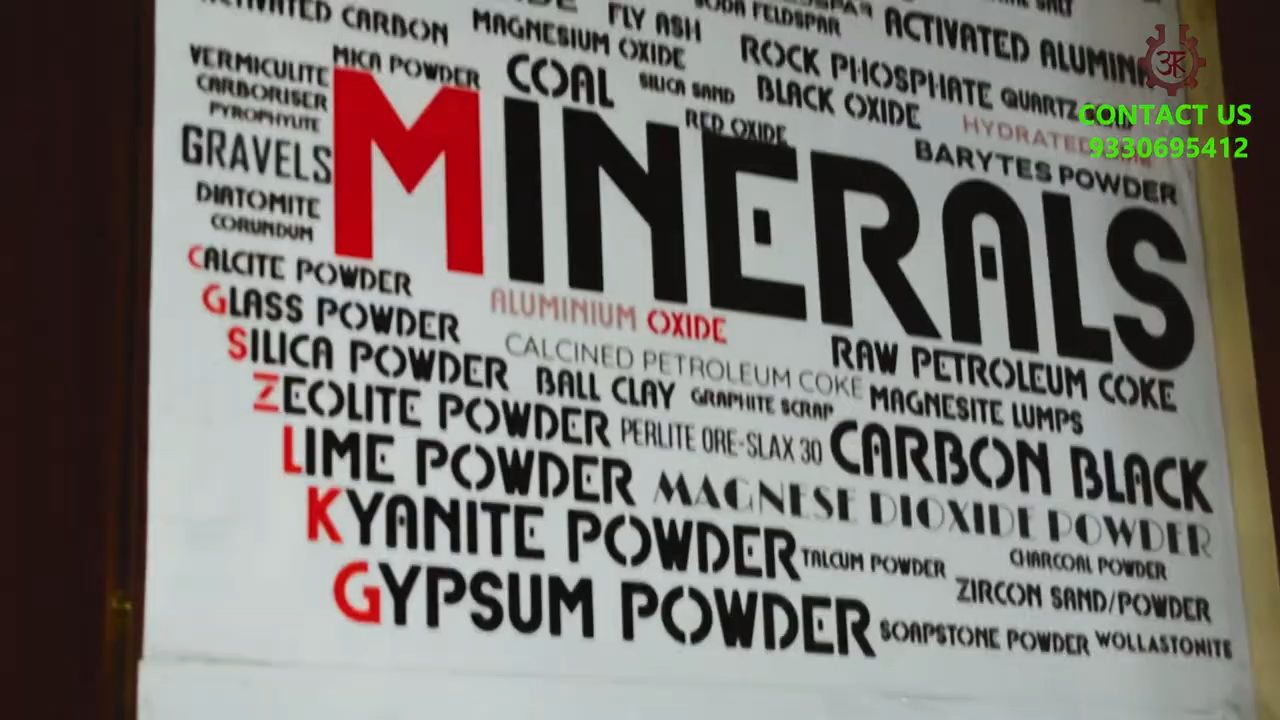 ACTIVATED CARBON
MAGNESIUM OXIDE
FLY ASH
SODA FELDSPAR
ACTIVATED ALUMINA
VERMICULITE
MICA POWDER
COAL
SILICA SAND
ROCK PHOSPHATE
QUARTZ
CARBORISER
BLACK OXIDE
PYROPHYLITE
RED OXIDE
CONTACT US
9330695412
GRAVELS
MINERALS
BARYTES POWDER
DIATOMITE
CORUNDUM
CALCITE POWDER
ALUMINIUM OXIDE
GLASS POWDER
CALCINED PETROLEUM COKE
RAW PETROLEUM COKE
SILICA POWDER
BALL CLAY
GRAPHITE SCRAP
MAGNESITE LUMPS
ZEOLITE POWDER
PERLITE ORE-SLAX 30
CARBON BLACK
LIME POWDER
MAGNESE DIOXIDE POWDER
KYANITE POWDER
TALCUM POWDER
CHARCOAL POWDER
ZIRCON SAND/POWDER
GYPSUM POWDER
SOAPSTONE POWDER
WOLLASTONITE